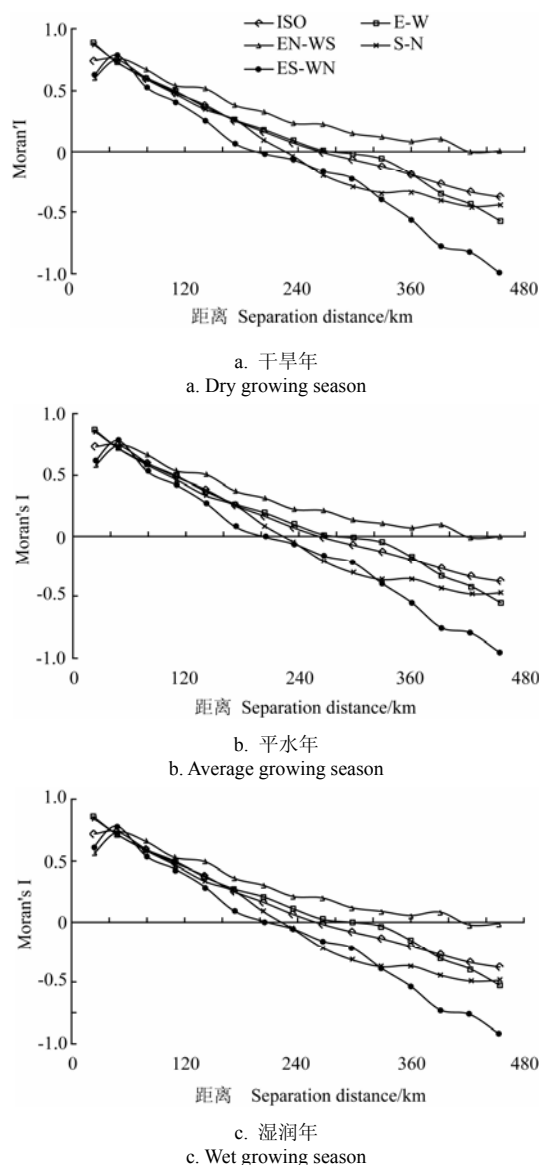 ISO E-W
EN-WS S-N
ES-WN
1.0
0.5
0
-0.5
-1.0
Moran'I
0 120 240 360 480
距离 Separation distance/km
a. 干旱年
a. Dry growing season
1.0
0.5
0
-0.5
-1.0
Moran's I
0 120 240 360 480
距离 Separation distance/km
b. 平水年
b. Average growing season
1.0
0.5
0
-0.5
-1.0
Moran's I
0 120 240 360 480
距离 Separation distance/km
c. 湿润年
c. Wet growing season